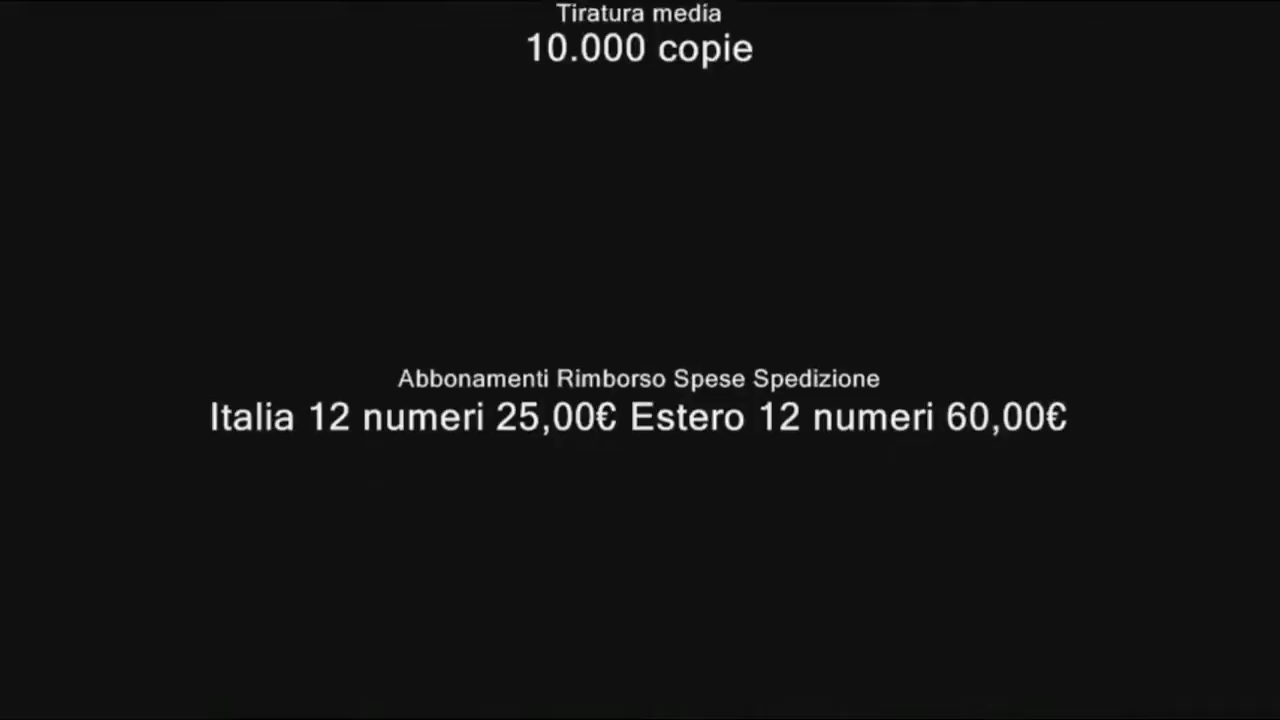 Tiratura media
10.000 copie
Abbonamenti Rimborso Spese Spedizione
Italia 12 numeri 25,00€ Estero 12 numeri 60,00€